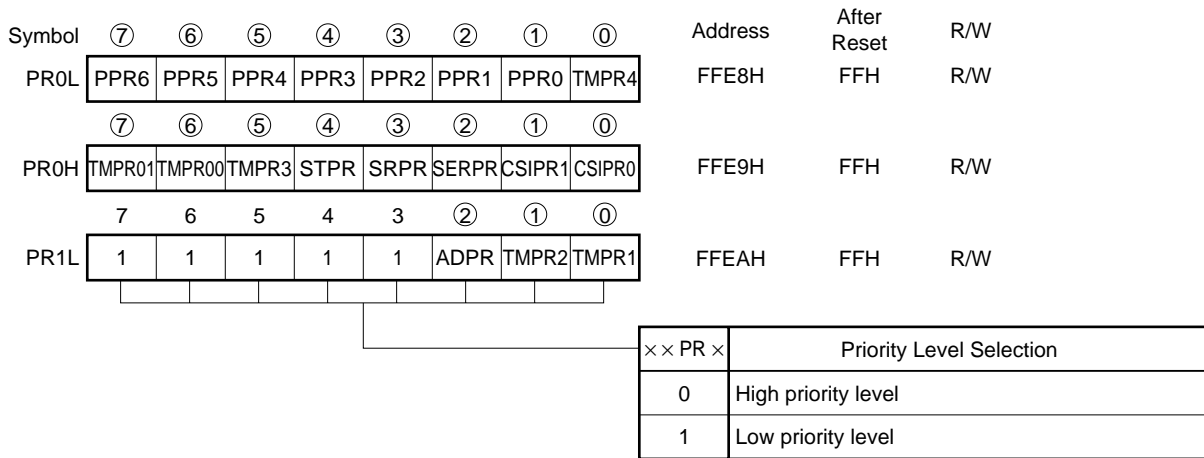 Symbol ⑦ ⑥ ⑤ ④ ③ ② ① ⓪ Address After Reset R/W
PR0L PPR6 PPR5 PPR4 PPR3 PPR2 PPR1 PPR0 TMPR4 FFE8H FFH R/W
⑦ ⑥ ⑤ ④ ③ ② ① ⓪
PR0H TMPR01 TMPR00 TMPR3 STPR SRPR SERPR CSIPR1 CSIPR0 FFE9H FFH R/W
7 6 5 4 3 ② ① ⓪
PR1L 1 1 1 1 1 ADPR TMPR2 TMPR1 FFEAH FFH R/W
××PR× Priority Level Selection
0 High priority level
1 Low priority level